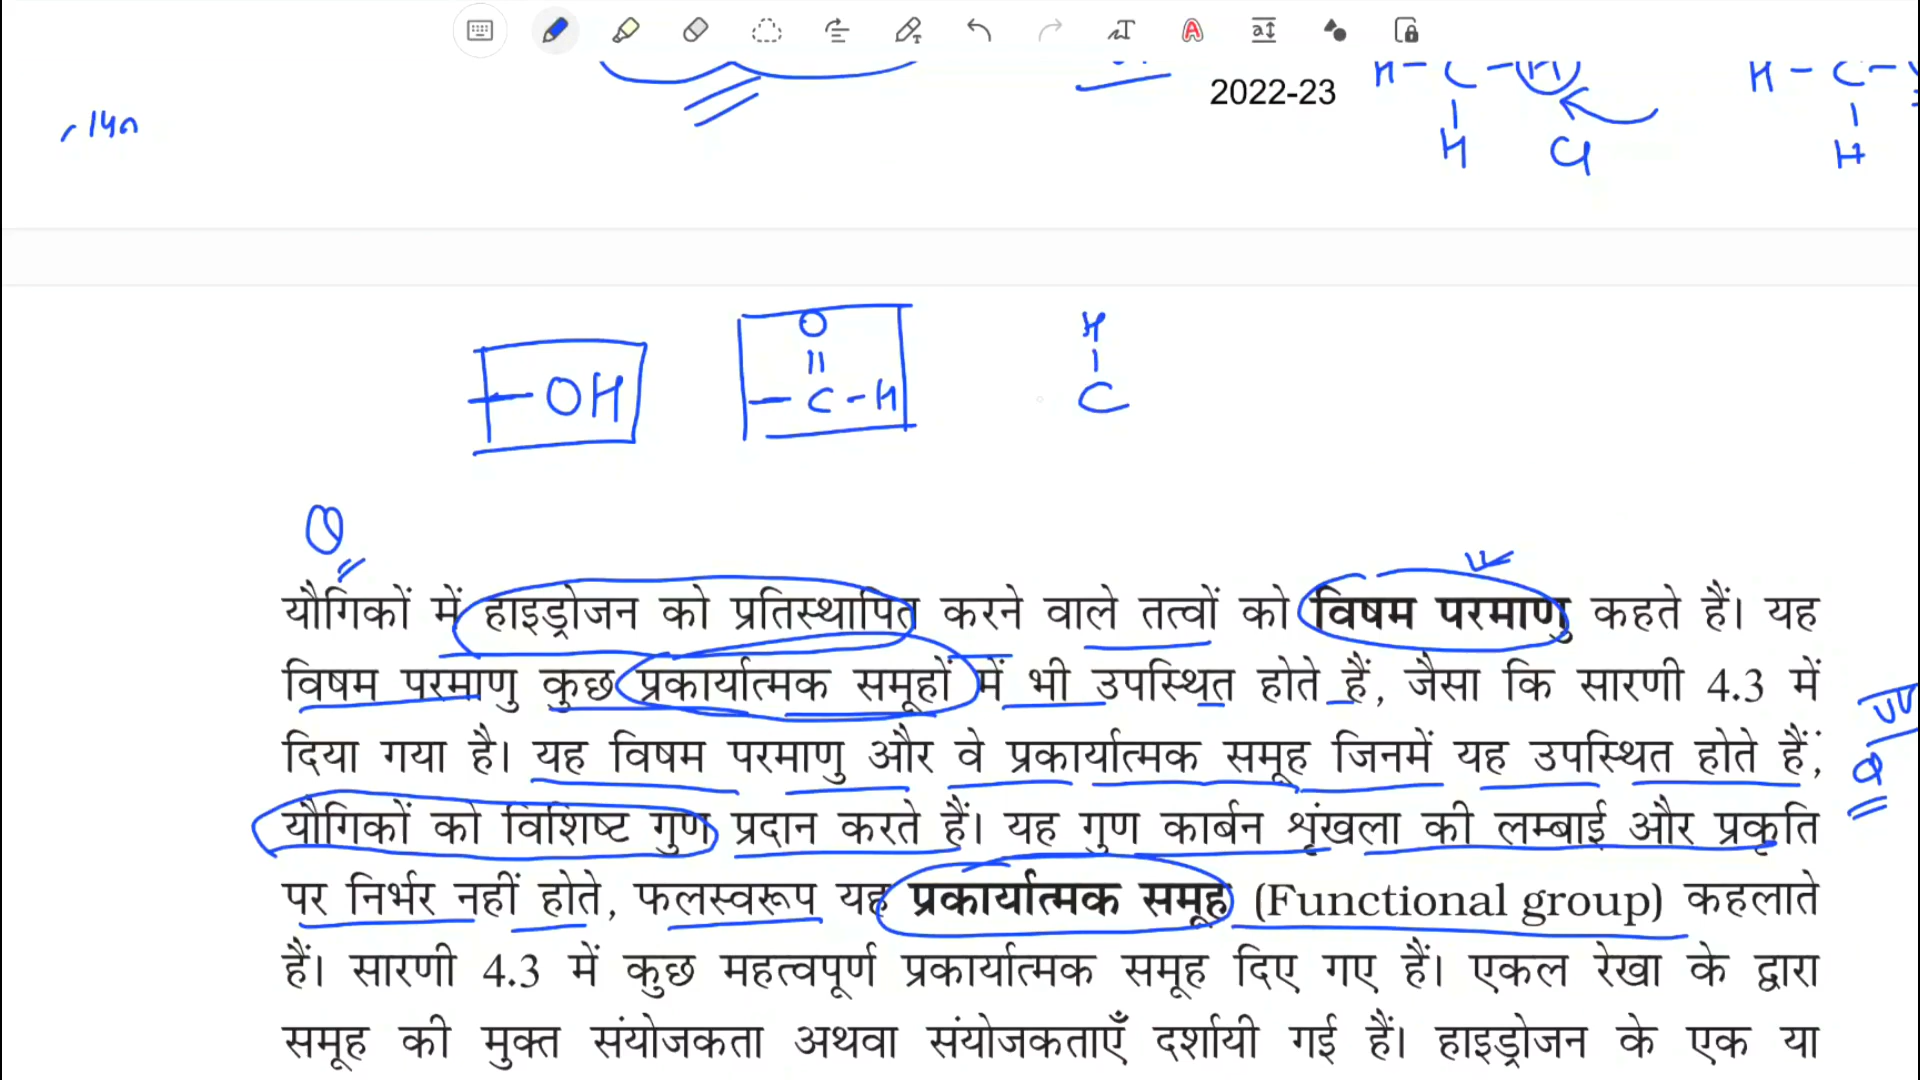 2022-23
H - C - H
H Cl
H - C -
H
- OH
O
- C - H
H
C
Q
यौगिकों में हाइड्रोजन को प्रतिस्थापित करने वाले तत्वों को विषम परमाणु कहते हैं। यह
विषम परमाणु कुछ प्रकार्यात्मक समूहों में भी उपस्थित होते हैं, जैसा कि सारणी 4.3 में
दिया गया है। यह विषम परमाणु और वे प्रकार्यात्मक समूह जिनमें यह उपस्थित होते हैं,
Q
यौगिकों को विशिष्ट गुण प्रदान करते हैं। यह गुण कार्बन शृंखला की लम्बाई और प्रकृति
पर निर्भर नहीं होते, फलस्वरूप यह प्रकार्यात्मक समूह (Functional group) कहलाते
हैं। सारणी 4.3 में कुछ महत्वपूर्ण प्रकार्यात्मक समूह दिए गए हैं। एकल रेखा के द्वारा
समूह की मुक्त संयोजकता अथवा संयोजकताएँ दर्शायी गई हैं। हाइड्रोजन के एक या